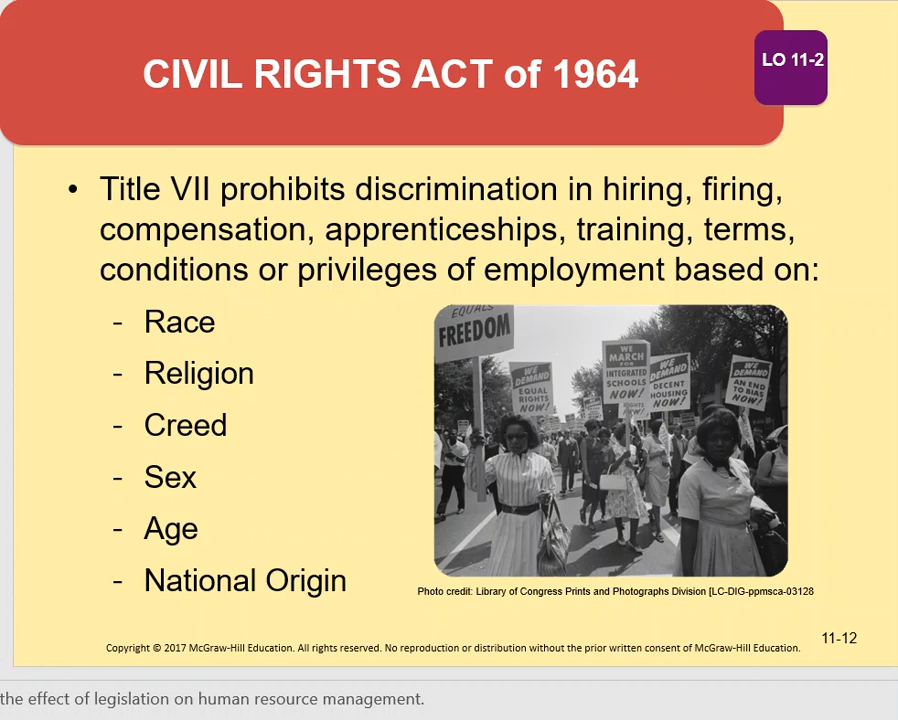 CIVIL RIGHTS ACT of 1964
LO 11-2
• Title VII prohibits discrimination in hiring, firing,
compensation, apprenticeships, training, terms,
conditions or privileges of employment based on:
- Race
- Religion
- Creed
- Sex
- Age
- National Origin
EQUALS
FREEDOM
WE
DEMAND
EQUAL
RIGHTS
NOW!
WE
MARCH
FOR
INTEGRATED
SCHOOLS
NOW!
RIGHTS
WE
DEMAND
DECENT
HOUSING
NOW!
WE
DEMAND
AN END
TO BIAS
NOW!
Photo credit: Library of Congress Prints and Photographs Division [LC-DIG-ppmsca-03128
11-12
Copyright © 2017 McGraw-Hill Education. All rights reserved. No reproduction or distribution without the prior written consent of McGraw-Hill Education.
the effect of legislation on human resource management.